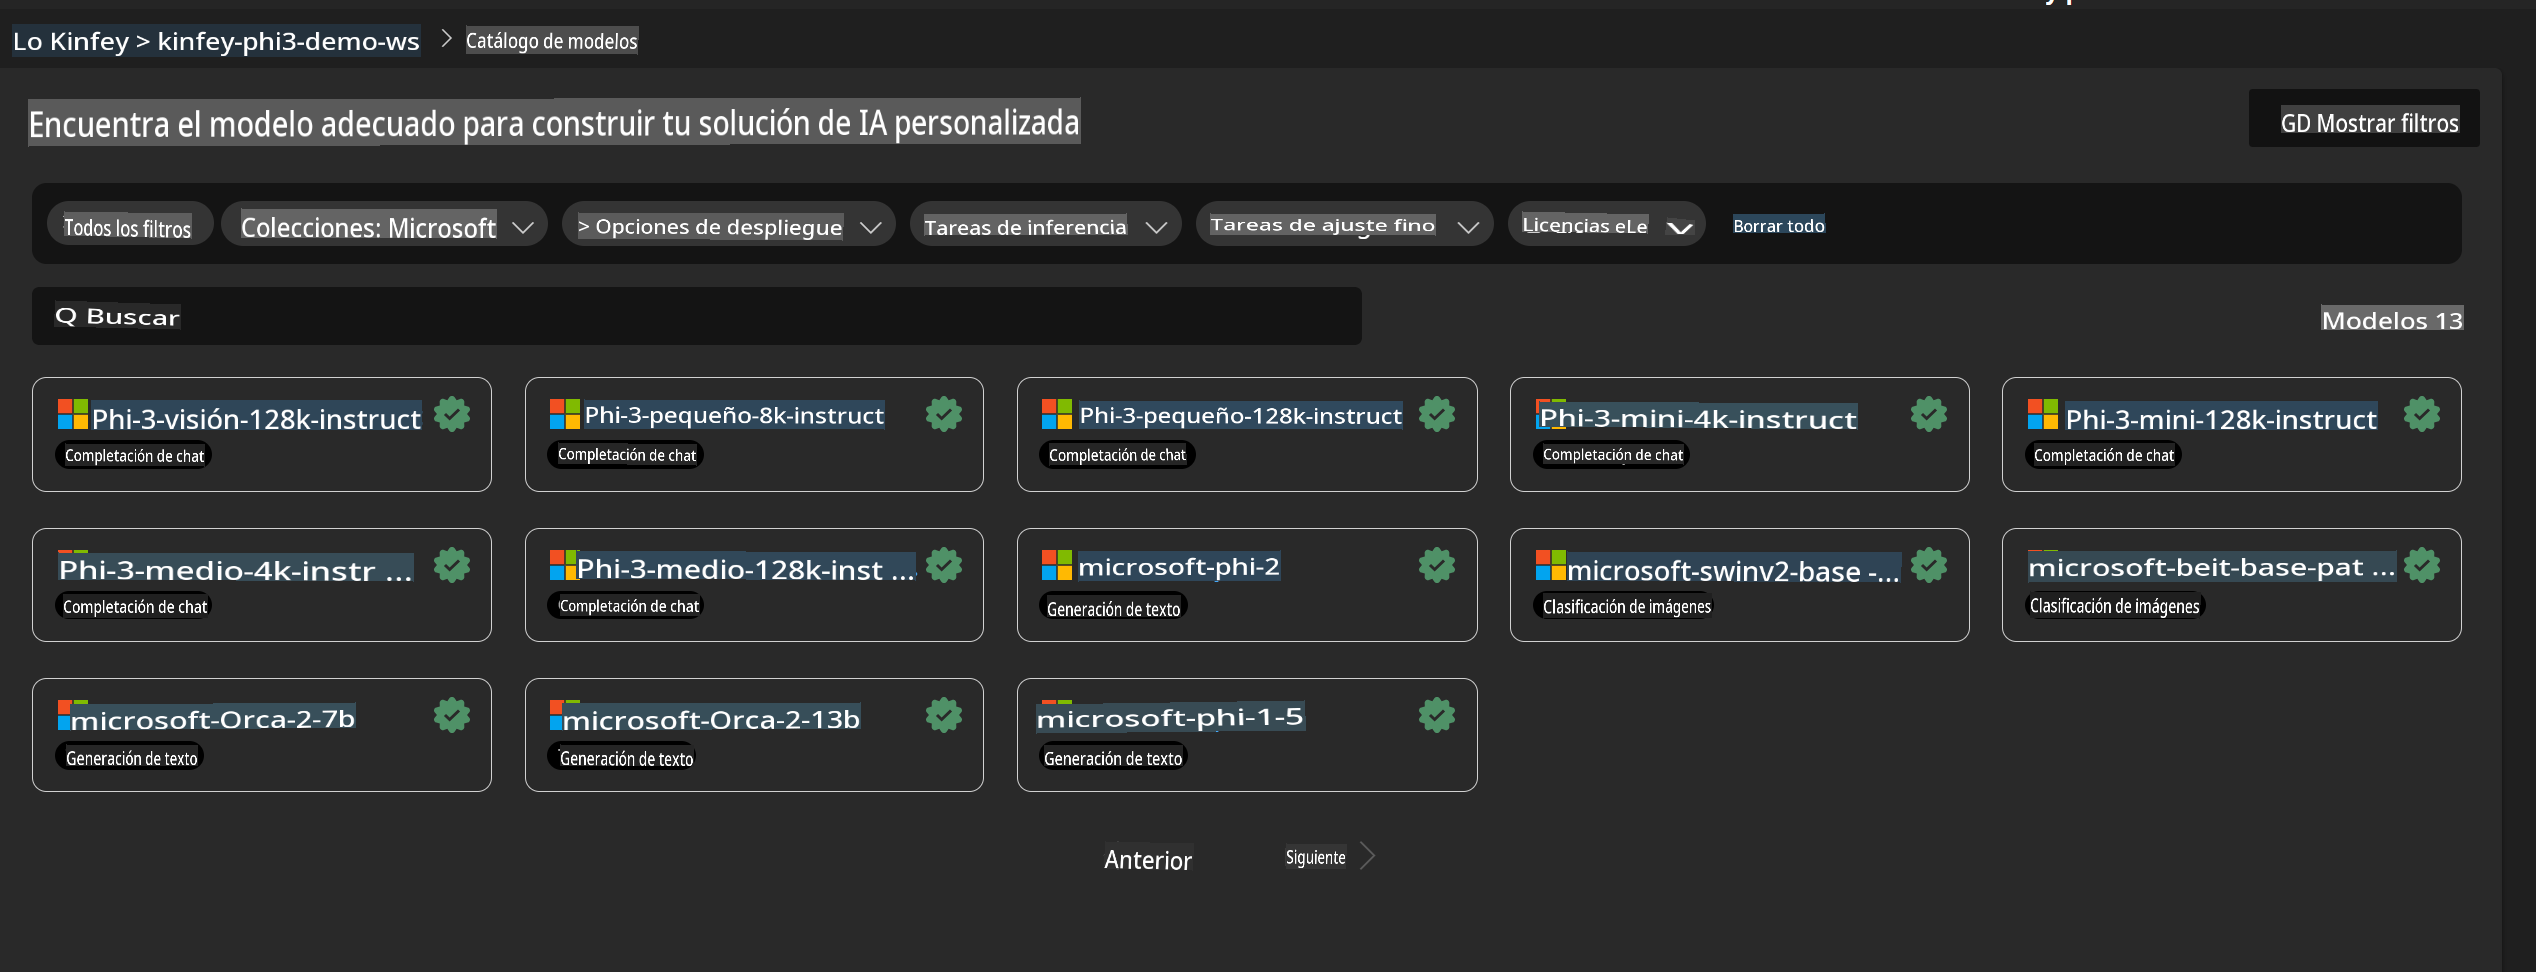 Lo Kinfey > kinfey-phi3-demo-ws > Catálogo de modelos
Encuentra el modelo adecuado para construir tu solución de IA personalizada
GD Mostrar filtros
Todos los filtros
Colecciones: Microsoft
> Opciones de despliegue
Tareas de inferencia
Tareas de ajuste fino
Licencias eLe
Borrar todo
Q Buscar
Modelos 13
Phi-3-visión-128k-instruct
Completación de chat
Phi-3-pequeño-8k-instruct
Completación de chat
Phi-3-pequeño-128k-instruct
Completación de chat
Phi-3-mini-4k-instruct
Completación de chat
Phi-3-mini-128k-instruct
Completación de chat
Phi-3-medio-4k-instr ...
Completación de chat
Phi-3-medio-128k-inst ...
Completación de chat
microsoft-phi-2
Generación de texto
microsoft-swinv2-base -...
Clasificación de imágenes
microsoft-beit-base-pat ...
Clasificación de imágenes
microsoft-Orca-2-7b
Generación de texto
microsoft-Orca-2-13b
Generación de texto
microsoft-phi-1-5
Generación de texto
Anterior
Siguiente